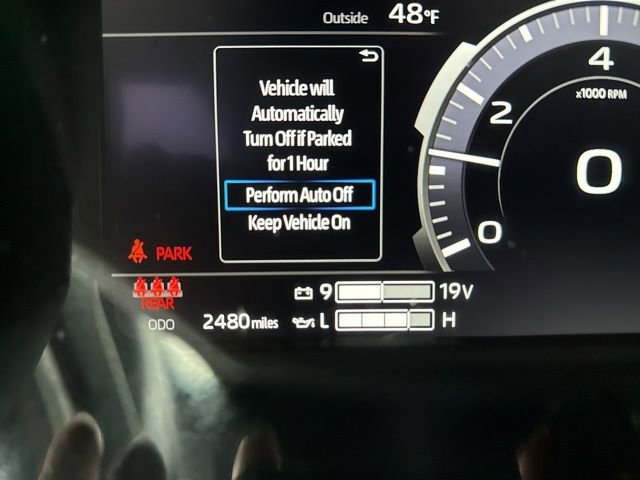 Outside 48°F
Vehicle will
Automatically
Turn Off if Parked
for 1 Hour
Perform Auto Off
Keep Vehicle On
4
x1000 RPM
2
0
0
PARK
REAR
9 19V
ODO 2480 miles
L H